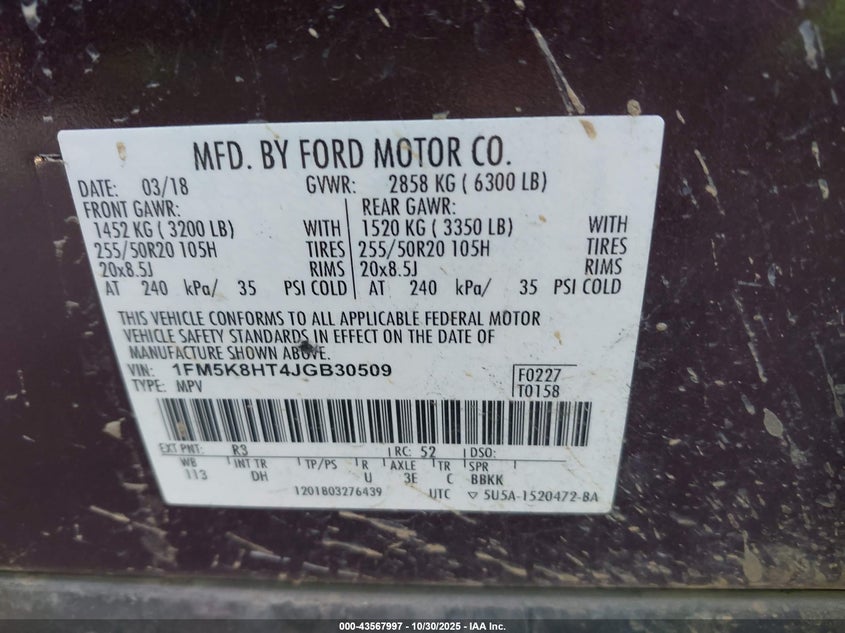 MFD. BY FORD MOTOR CO.
DATE: 03/18 GVWR: 2858 KG ( 6300 LB)
FRONT GAWR: REAR GAWR:
1452 KG ( 3200 LB) WITH 1520 KG ( 3350 LB) WITH
255/50R20 105H TIRES 255/50R20 105H TIRES
20x8.5J RIMS 20x8.5J RIMS
AT 240 kPa/ 35 PSI COLD AT 240 kPa/ 35 PSI COLD
THIS VEHICLE CONFORMS TO ALL APPLICABLE FEDERAL MOTOR
VEHICLE SAFETY STANDARDS IN EFFECT ON THE DATE OF
MANUFACTURE SHOWN ABOVE.
VIN: 1FM5K8HT4JGB30509 F0227
TYPE: MPV T0158
EXT PNT: R3 RC: 52 DSO:
WB INT TR TP/PS R AXLE TR SPR
113 DH U 3E C BBKK
1201803276439 UTC ▽ 5U5A-1520472-BA
000-43567997 | 10/30/2025 - IAA Inc.